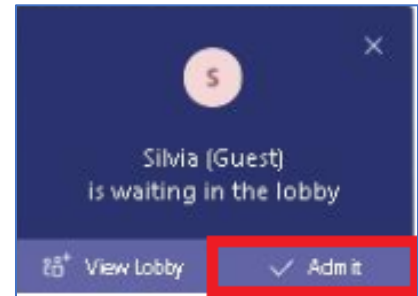 S
Silvia (Guest)
is waiting in the lobby
View Lobby
Admit